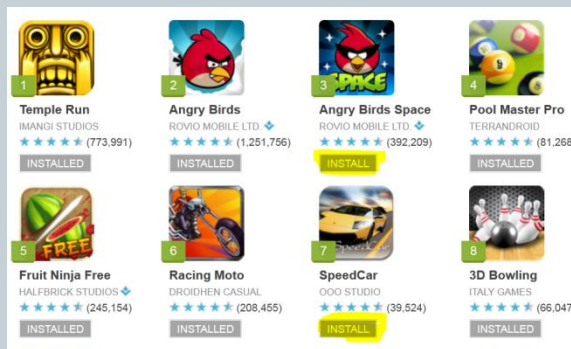 1
2
3
4
SPACE
Temple Run
Angry Birds
Angry Birds Space
Pool Master Pro
IMANGI STUDIOS
ROVIO MOBILE LTD.
ROVIO MOBILE LTD.
TERRANDROID
(773,991)
(1,251,756)
(392,209)
(81,268
INSTALLED
INSTALLED
INSTALL
INSTALLED
5
6
7
8
FREE
SpeedCar
Fruit Ninja Free
Racing Moto
SpeedCar
3D Bowling
HALFBRICK STUDIOS
DROIDHEN CASUAL
OOO STUDIO
ITALY GAMES
(245,154)
(208,455)
(39,524)
(66,047
INSTALLED
INSTALLED
INSTALL
INSTALLED